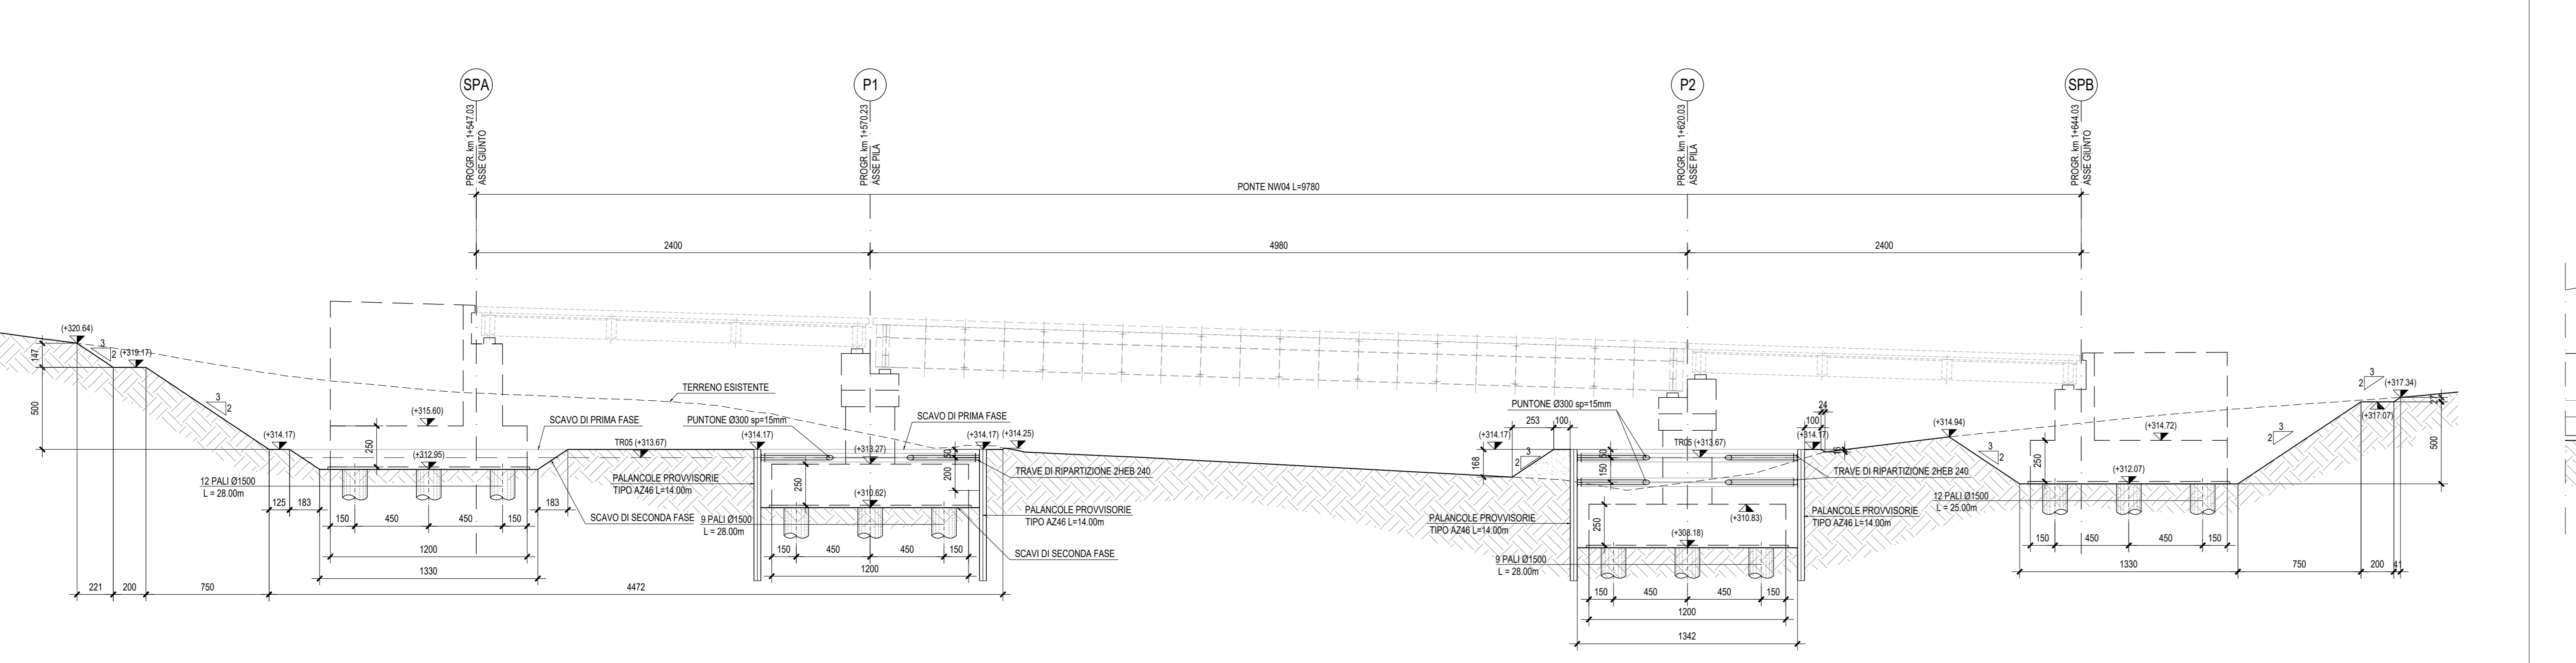 SPA
P1
P2
SPB
PROGR. km 1+547.03
ASSE GIUNTO
PROGR. km 1+570.23
ASSE PILA
PROGR. km 1+620.03
ASSE PILA
PROGR. km 1+644.03
ASSE GIUNTO
PONTE NW04 L=9780
2400
4980
2400
(+320.64)
3
2
(+319.17)
147
500
3
2
TERRENO ESISTENTE
(+315.60)
250
(+314.17)
(+312.95)
SCAVO DI PRIMA FASE
TR05 (+313.67)
PUNTONE Ø300 sp=15mm
(+314.17)
(+313.27)
SCAVO DI PRIMA FASE
(+314.17)
(+314.25)
50
200
TRAVE DI RIPARTIZIONE 2HEB 240
12 PALI Ø1500
L = 28.00m
125
183
183
150
450
450
150
1200
1330
SCAVO DI SECONDA FASE
PALANCOLE PROVVISORIE
TIPO AZ46 L=14.00m
250
(+310.62)
9 PALI Ø1500
L = 28.00m
150
450
450
150
1200
PALANCOLE PROVVISORIE
TIPO AZ46 L=14.00m
SCAVI DI SECONDA FASE
221
200
750
4472
PUNTONE Ø300 sp=15mm
253
100
(+314.17)
168
3
2
50
150
TR05 (+313.67)
24
100
(+314.17)
15
TRAVE DI RIPARTIZIONE 2HEB 240
PALANCOLE PROVVISORIE
TIPO AZ46 L=14.00m
250
(+310.83)
(+308.18)
PALANCOLE PROVVISORIE
TIPO AZ46 L=14.00m
9 PALI Ø1500
L = 28.00m
150
450
450
150
1200
1342
(+314.94)
3
2
(+314.72)
250
(+312.07)
12 PALI Ø1500
L = 25.00m
150
450
450
150
1330
750
200
41
3
2
3
2
(+317.34)
27
(+317.07)
500